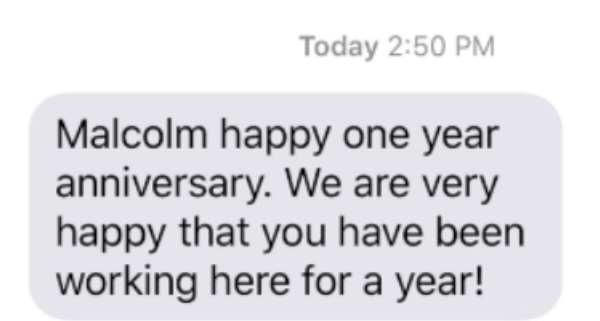 Today 2:50 PM
Malcolm happy one year
anniversary. We are very
happy that you have been
working here for a year!